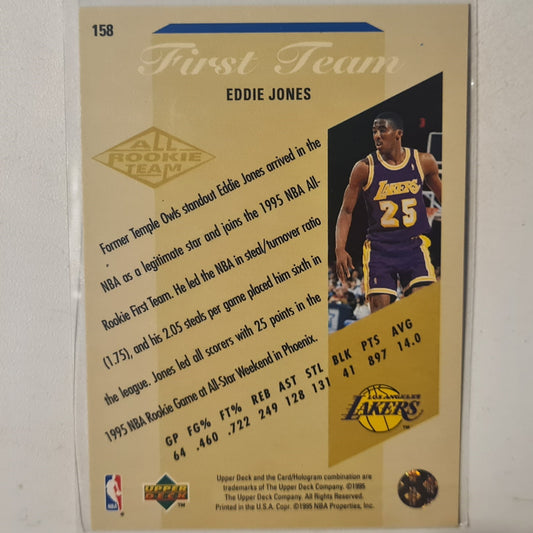 158
First Team
EDDIE JONES
ALL
ROOKIE
TEAM
Former Temple Owls standout Eddie Jones arrived in the
NBA as a legitimate star and joins the 1995 NBA All-
Rookie First Team. He led the NBA in steal/turnover ratio
(1.75), and his 2.05 steals per game placed him sixth in
the league. Jones led all scorers with 25 points in the
1995 NBA Rookie Game at All-Star Weekend in Phoenix.
LAKERS
25
GP FG% FT% REB AST STL BLK PTS AVG
64 .460 .722 249 128 131 41 897 14.0
LOS ANGELES
LAKERS
TM
NBA
®
UPPER
DECK
TM
Upper Deck and the Card/Hologram combination are
trademarks of The Upper Deck Company. ©1995
The Upper Deck Company. All Rights Reserved.
Printed in the U.S.A. Copr. ©1995 NBA Properties, Inc.